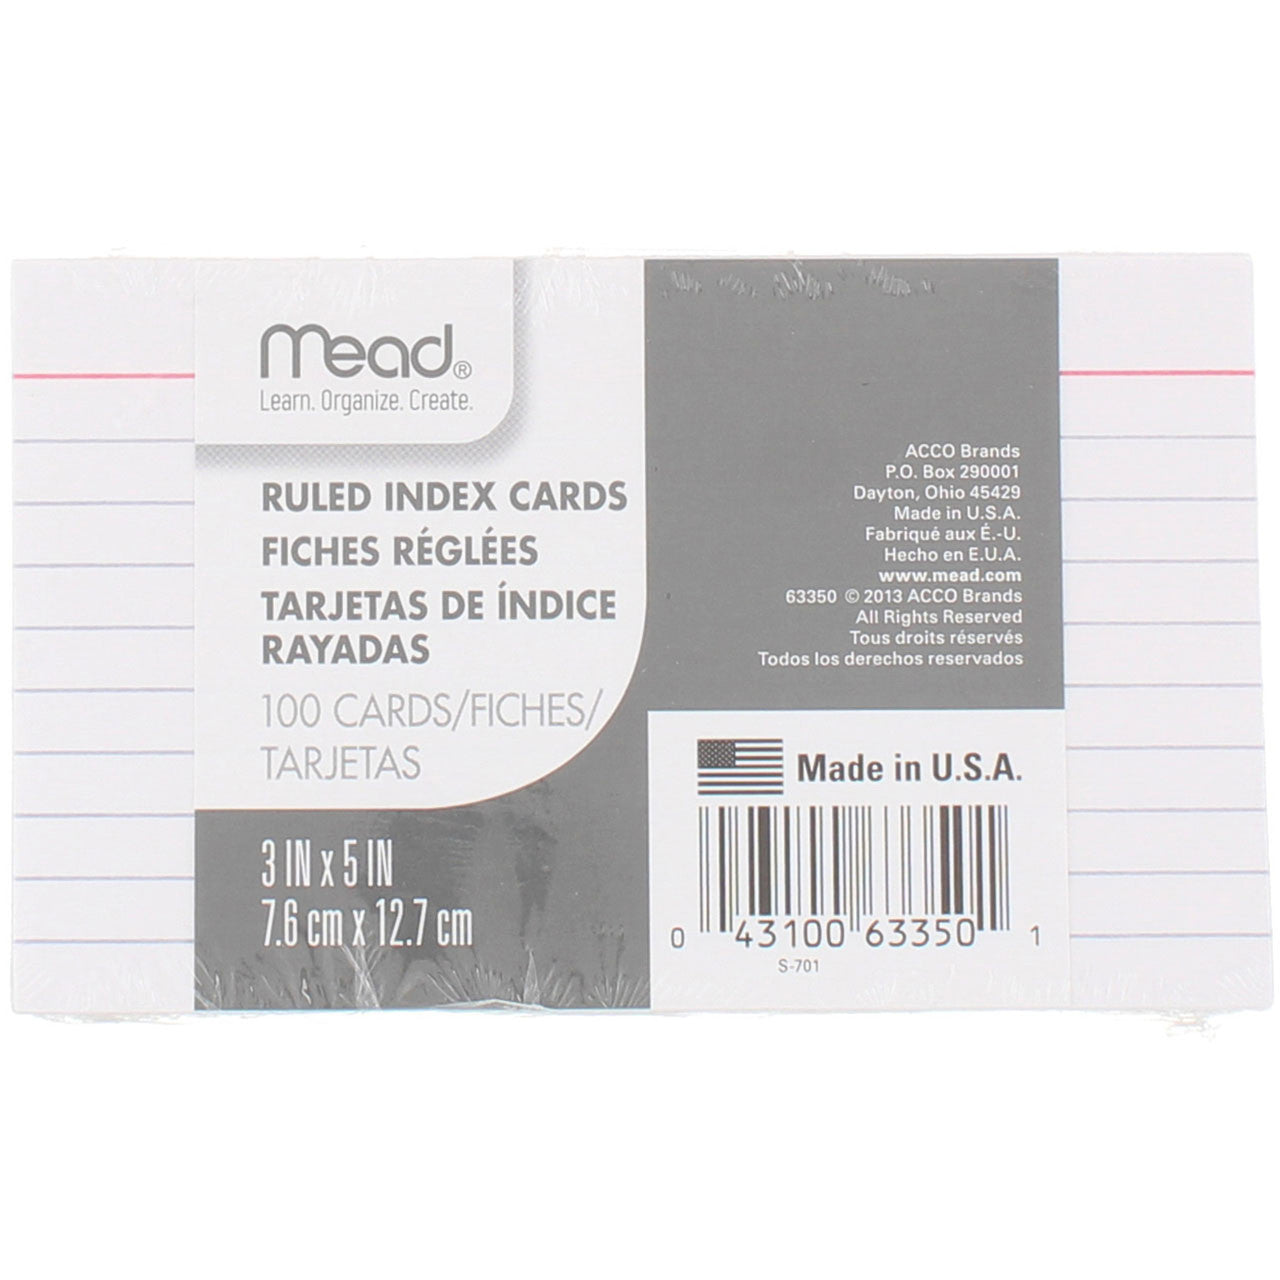 mead®
Learn. Organize. Create.
RULED INDEX CARDS
FICHES RÉGLÉES
TARJETAS DE ÍNDICE
RAYADAS
100 CARDS/FICHES/
TARJETAS
3 IN x 5 IN
7.6 cm x 12.7 cm
ACCO Brands
P.O. Box 290001
Dayton, Ohio 45429
Made in U.S.A.
Fabriqué aux É.-U.
Hecho en E.U.A.
www.mead.com
63350 © 2013 ACCO Brands
All Rights Reserved
Tous droits réservés
Todos los derechos reservados
Made in U.S.A.
0 43100 63350 1
S-701